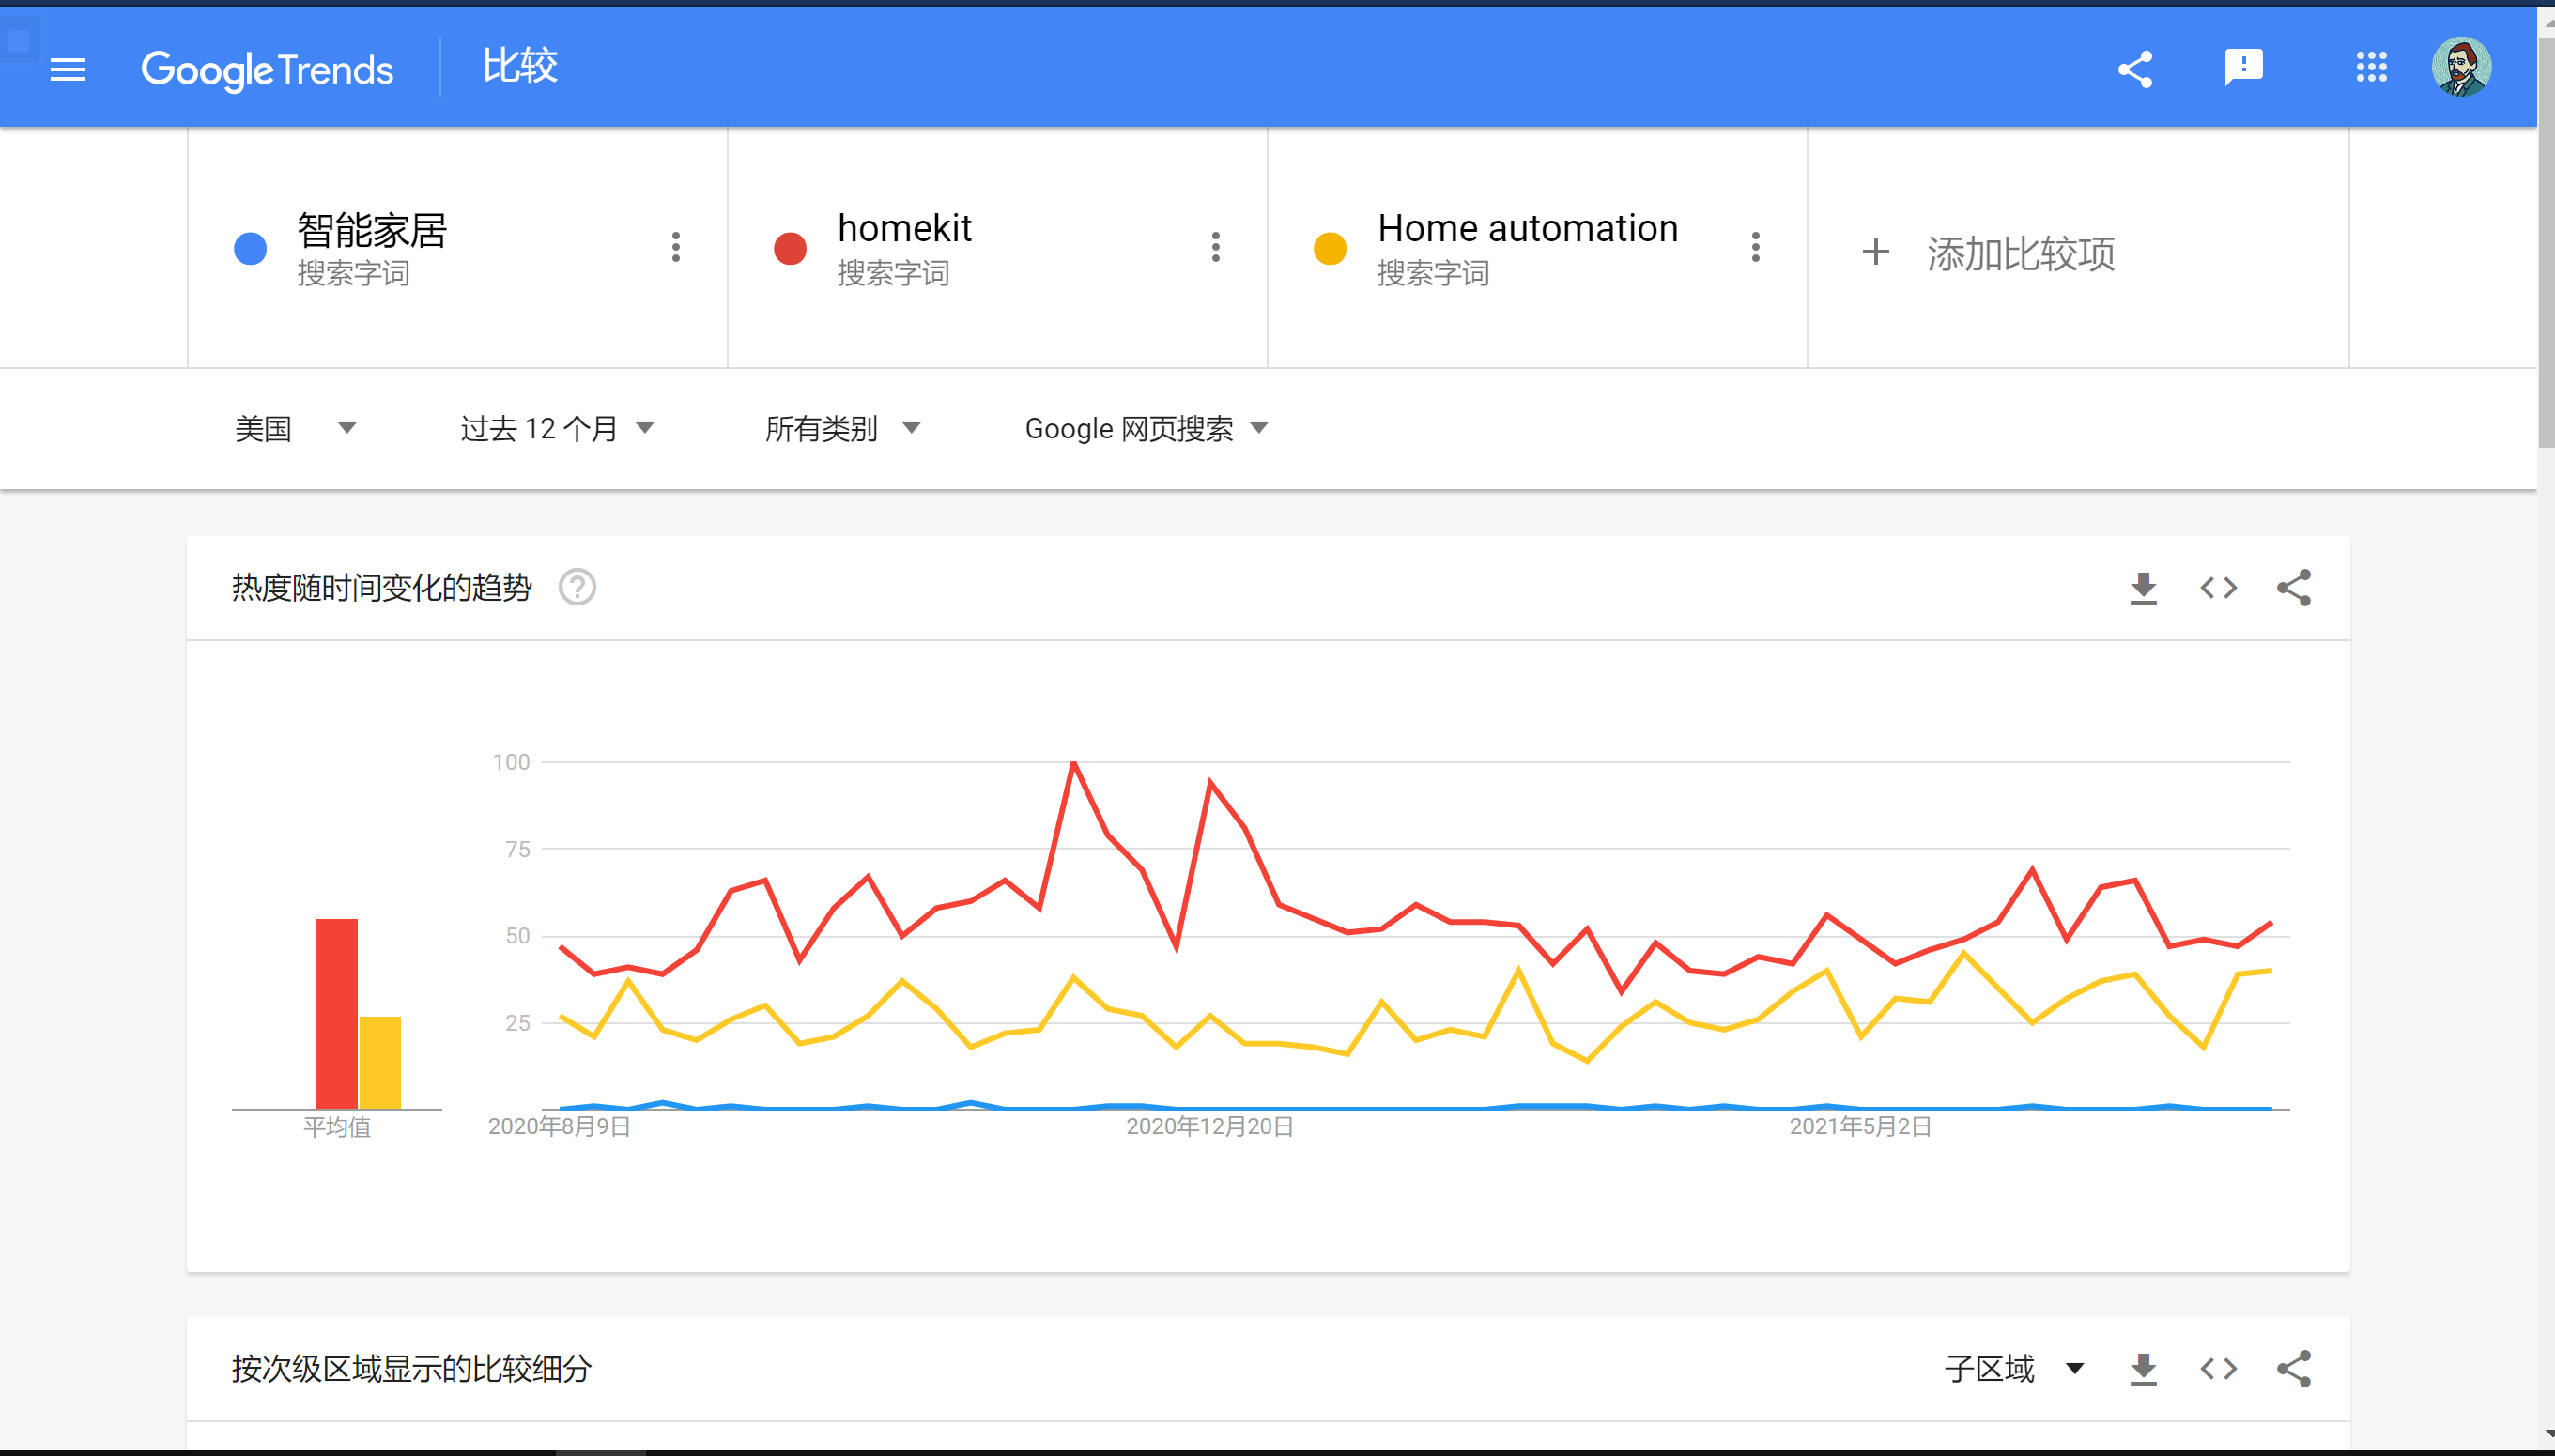 Google Trends 比较
智能家居
搜索字词
homekit
搜索字词
Home automation
搜索字词
添加比较项
美国 过去 12 个月 所有类别 Google 网页搜索
热度随时间变化的趋势
100
75
50
25
平均值
2020年8月9日 2020年12月20日 2021年5月2日
按次级区域显示的比较细分 子区域